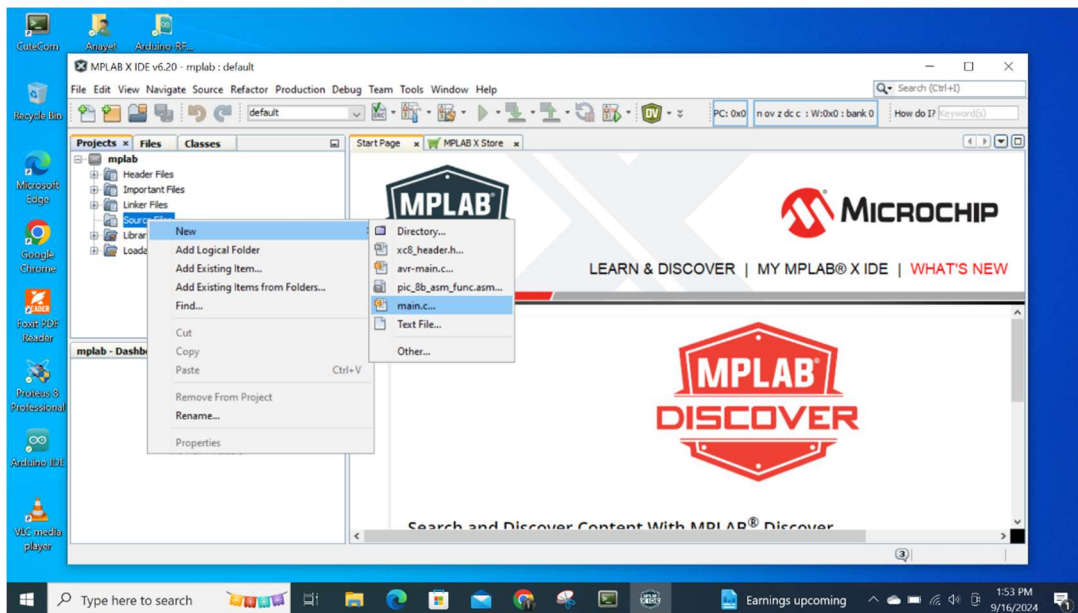 CuteCom
Anayet
Arduino-RF...
Recycle Bin
Microsoft
Edge
Google
Chrome
Foxit PDF
Reader
Proteus 8
Professional
Arduino IDE
VLC media
player
MPLAB X IDE v6.20 - mplab : default
File Edit View Navigate Source Refactor Production Debug Team Tools Window Help
Search (Ctrl+I)
default
PC: 0x0
n ov z dc c : W:0x0 : bank 0
How do I? Keyword(s)
Projects
Files
Classes
Start Page
MPLAB X Store
mplab
Header Files
Important Files
Linker Files
Source Files
Librar
Loada
New
Add Logical Folder
Add Existing Item...
Add Existing Items from Folders...
Find...
Cut
Copy
Paste Ctrl+V
Remove From Project
Rename...
Properties
Directory...
xc8_header.h...
avr-main.c...
pic_8b_asm_func.asm...
main.c...
Text File...
Other...
mplab - Dashb
MPLAB
MICROCHIP
LEARN & DISCOVER | MY MPLAB® X IDE | WHAT'S NEW
MPLAB
DISCOVER
Search and Discover Content With MPLAB® Discover
3
Type here to search
Earnings upcoming
1:53 PM
9/16/2024